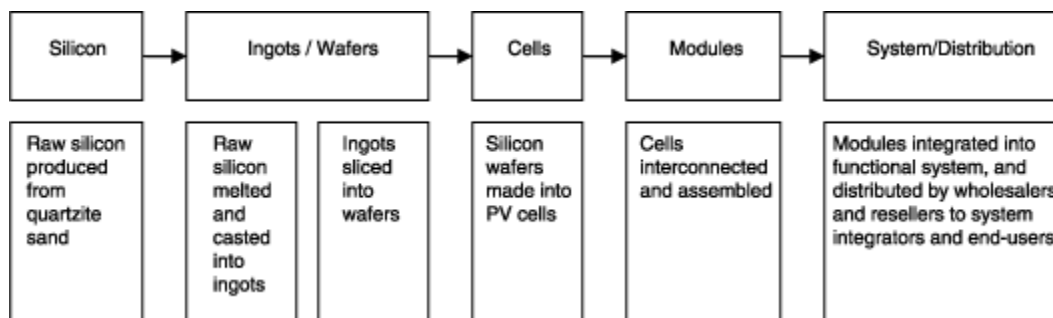 Silicon
Ingots / Wafers
Cells
Modules
System/Distribution
Raw silicon
produced
from
quartzite
sand
Raw
silicon
melted
and
casted
into
ingots
Ingots
sliced
into
wafers
Silicon
wafers
made into
PV cells
Cells
interconnected
and assembled
Modules integrated into
functional system, and
distributed by wholesalers
and resellers to system
integrators and end-users